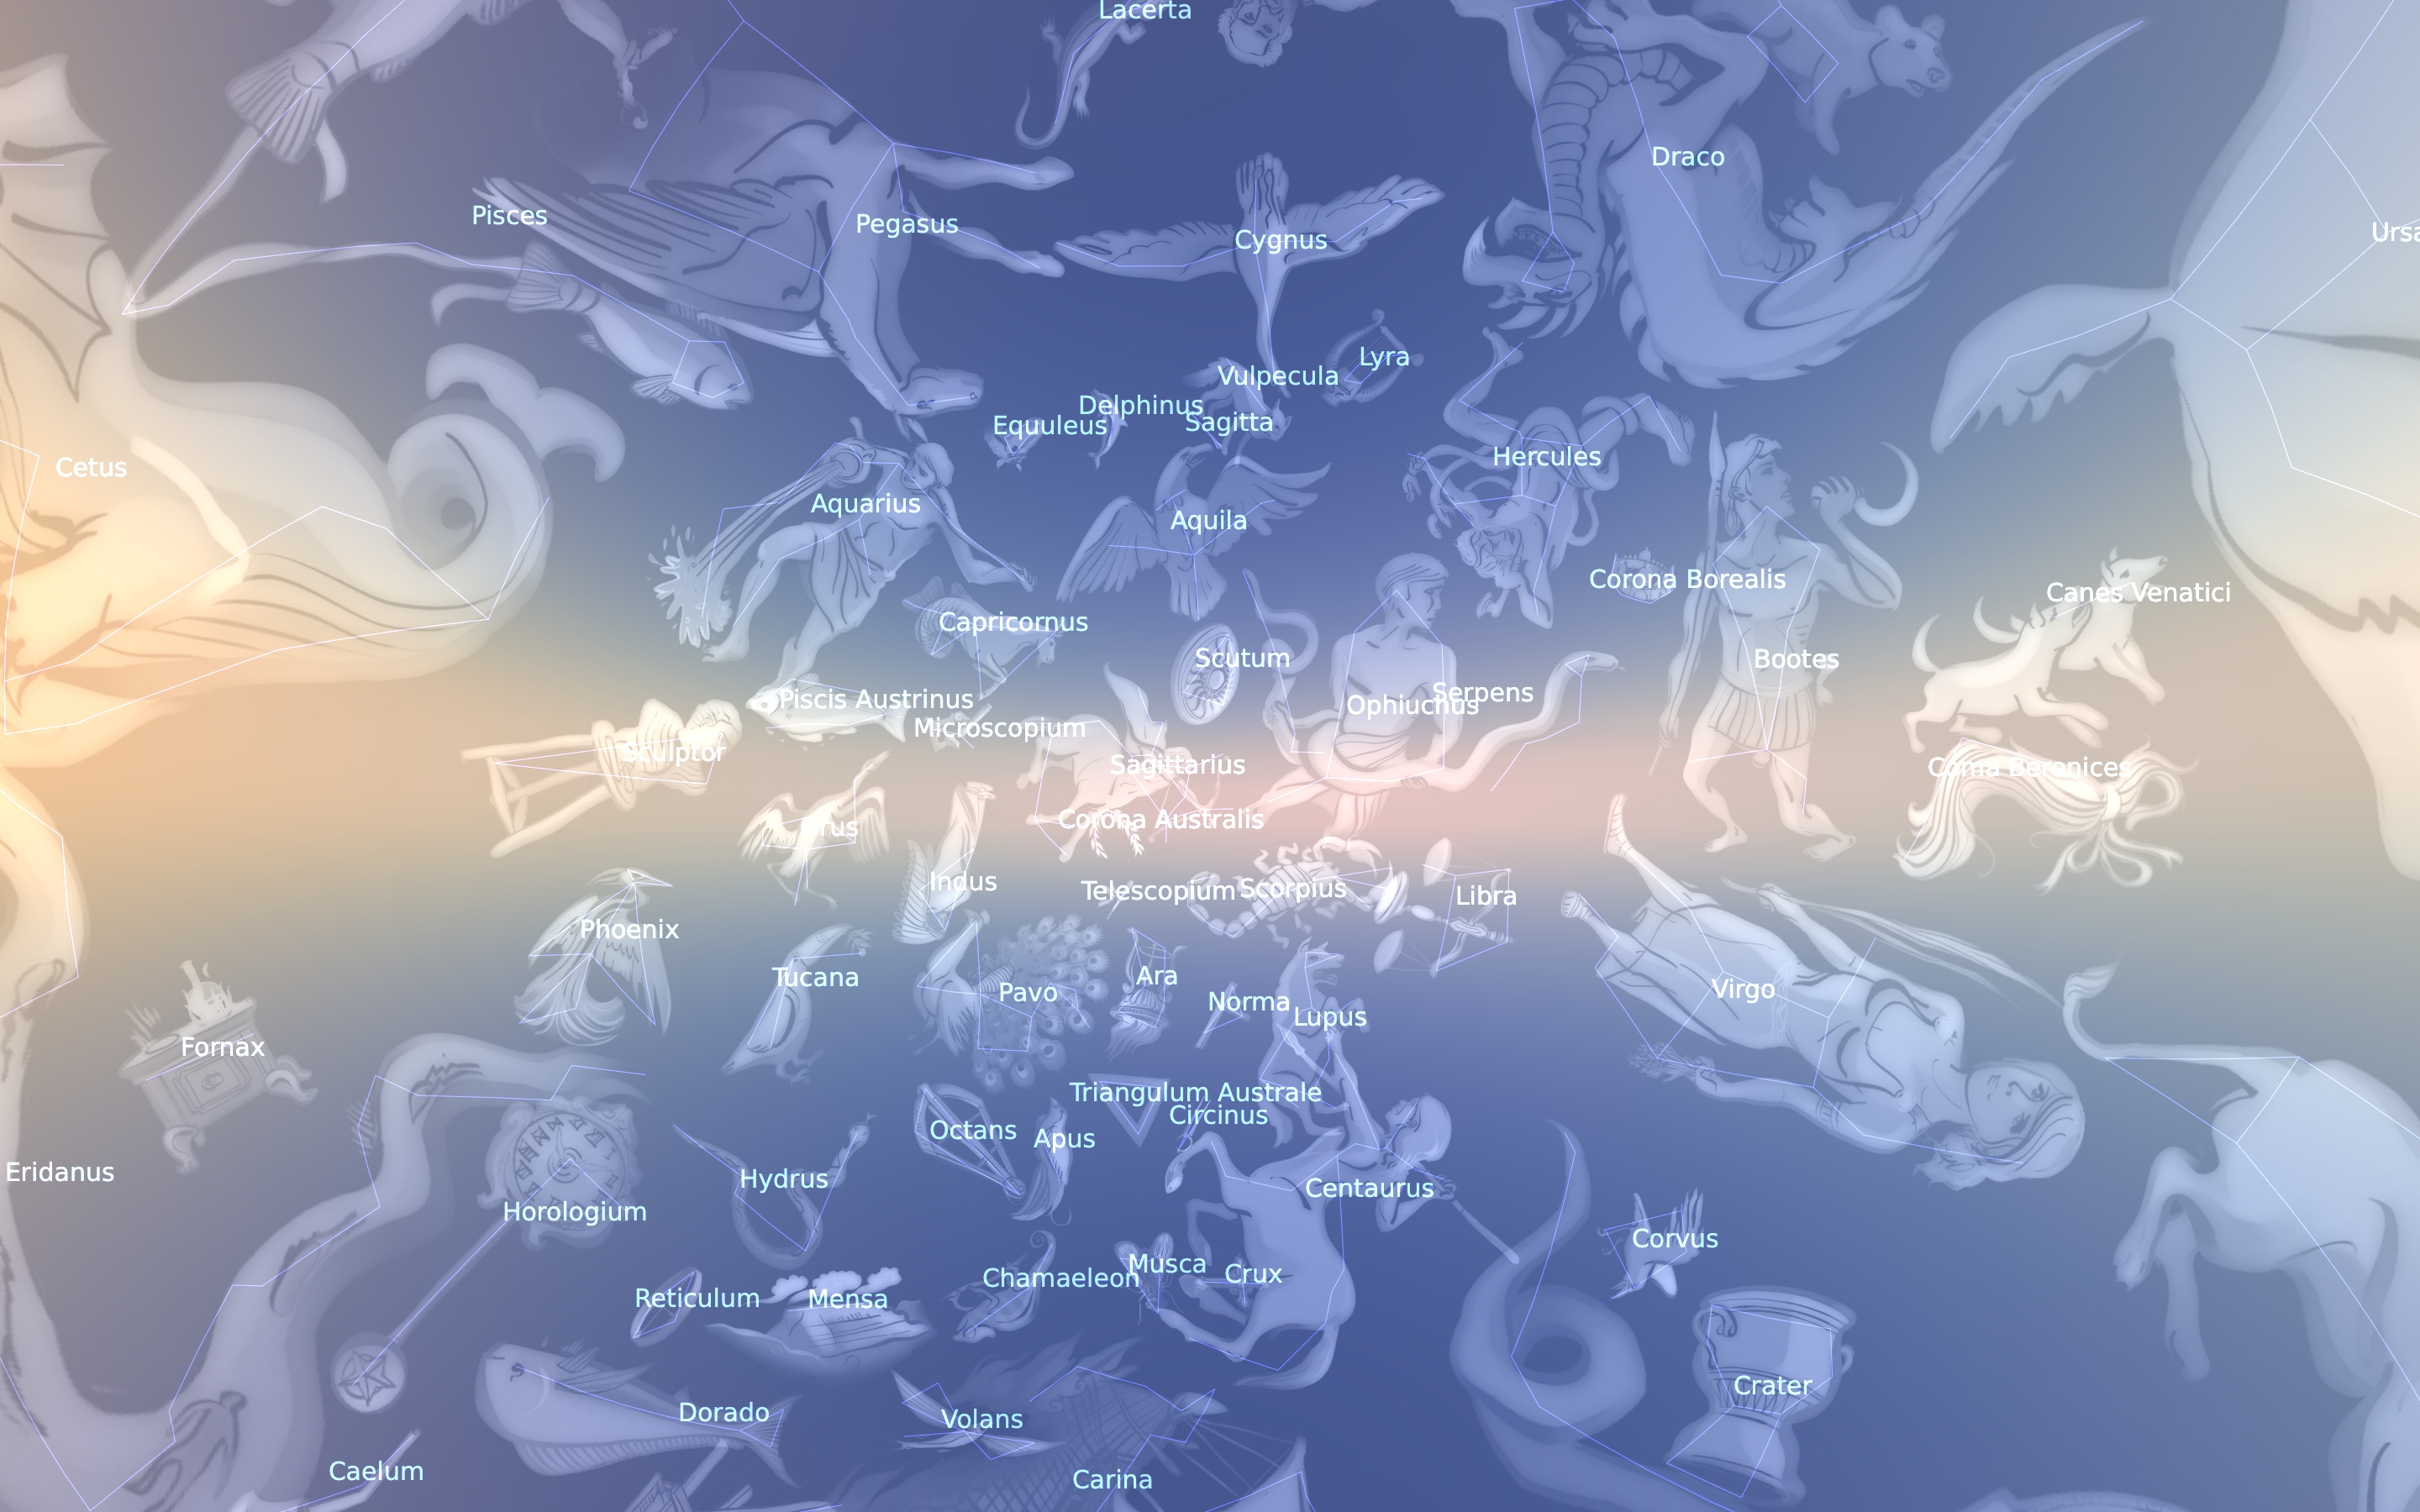 Lacerta
Draco
Pisces
Pegasus
Ursa
Cygnus
Lyra
Vulpecula
Delphinus
Sagitta
Equuleus
Hercules
Cetus
Aquarius
Aquila
Corona Borealis
Canes Venatici
Capricornus
Scutum
Bootes
Serpens
Piscis Austrinus
Ophiuchus
Microscopium
Sculptor
Sagittarius
Coma Berenices
Corona Australis
Grus
Indus
Telescopium
Scorpius
Libra
Phoenix
Tucana
Ara
Virgo
Pavo
Norma
Lupus
Fornax
Triangulum Australe
Circinus
Octans
Apus
Eridanus
Hydrus
Centaurus
Horologium
Corvus
Musca
Crux
Chamaeleon
Reticulum
Mensa
Crater
Dorado
Volans
Caelum
Carina